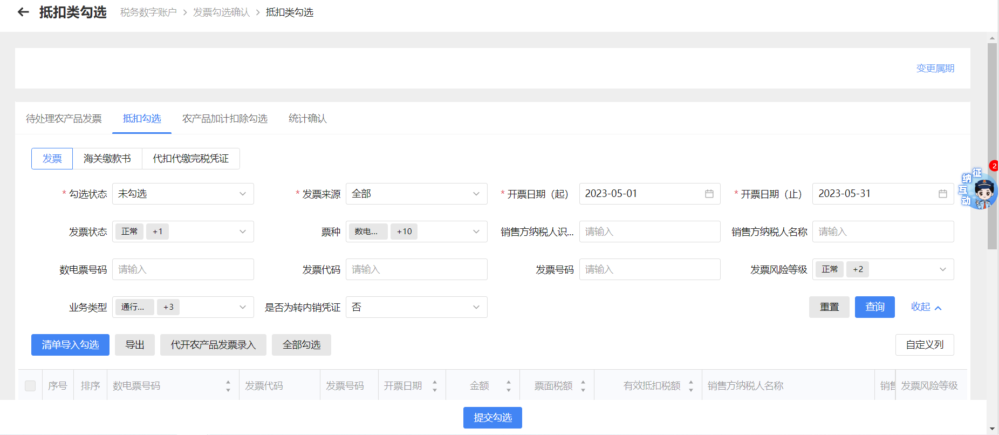 抵扣类勾选 税务数字账户 > 发票勾选确认 > 抵扣类勾选
变更属期
待处理农产品发票 抵扣勾选 农产品加计扣除勾选 统计确认
发票 海关缴款书 代扣代缴完税凭证
2
征纳互动
* 勾选状态 未勾选 * 发票来源 全部 * 开票日期（起） 2023-05-01 * 开票日期（止） 2023-05-31
发票状态 正常 +1 票种 数电... +10 销售方纳税人识... 请输入 销售方纳税人名称 请输入
数电票号码 请输入 发票代码 请输入 发票号码 请输入 发票风险等级 正常 +2
业务类型 通行... +3 是否为转内销凭证 否 重置 查询 收起
清单导入勾选 导出 代开农产品发票录入 全部勾选 自定义列
序号 排序 数电票号码 发票代码 发票号码 开票日期 金额 票面税额 有效抵扣税额 销售方纳税人名称 销售 发票风险等级
提交勾选